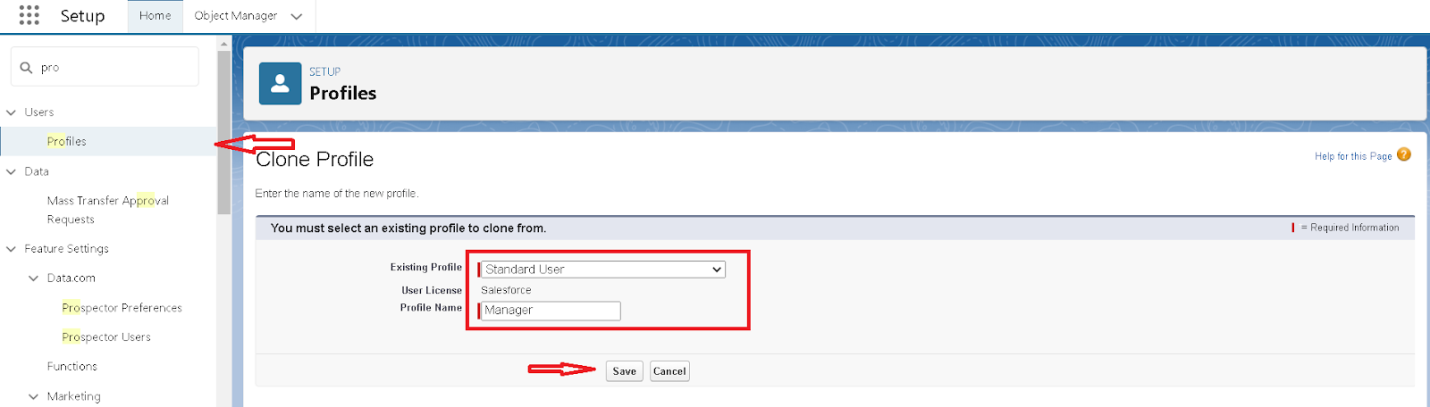 Setup Home Object Manager
pro
Users
Profiles
Data
Mass Transfer Approval
Requests
Feature Settings
Data.com
Prospector Preferences
Prospector Users
Functions
Marketing
SETUP
Profiles
Clone Profile
Help for this Page ?
Enter the name of the new profile.
You must select an existing profile to clone from.
= Required Information
Existing Profile Standard User
User License Salesforce
Profile Name Manager
Save Cancel